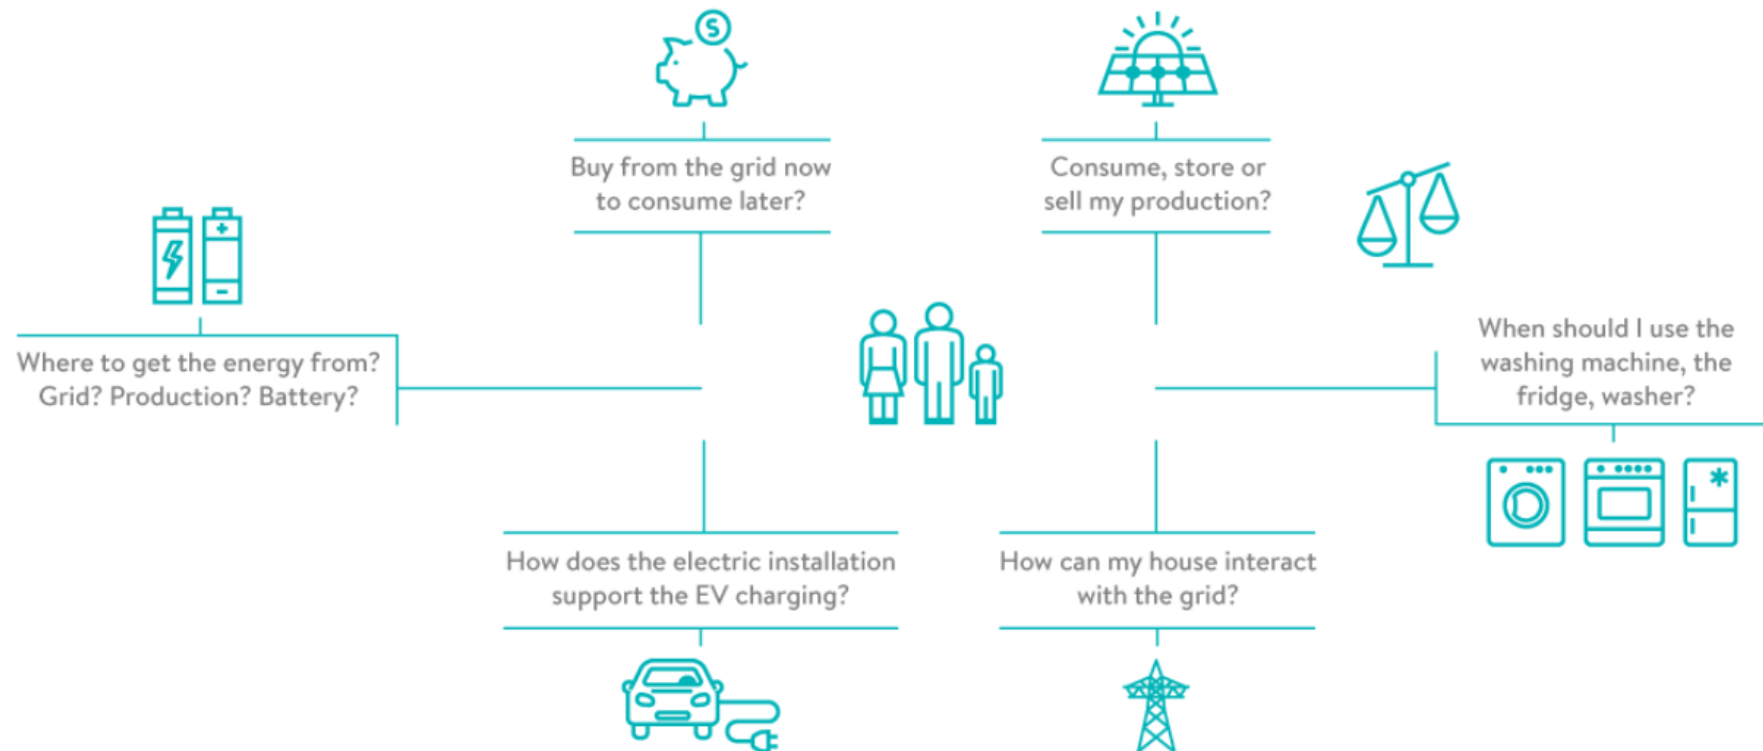 S
Buy from the grid now
to consume later?
Consume, store or
sell my production?
Where to get the energy from?
Grid? Production? Battery?
When should I use the
washing machine, the
fridge, washer?
How does the electric installation
support the EV charging?
How can my house interact
with the grid?